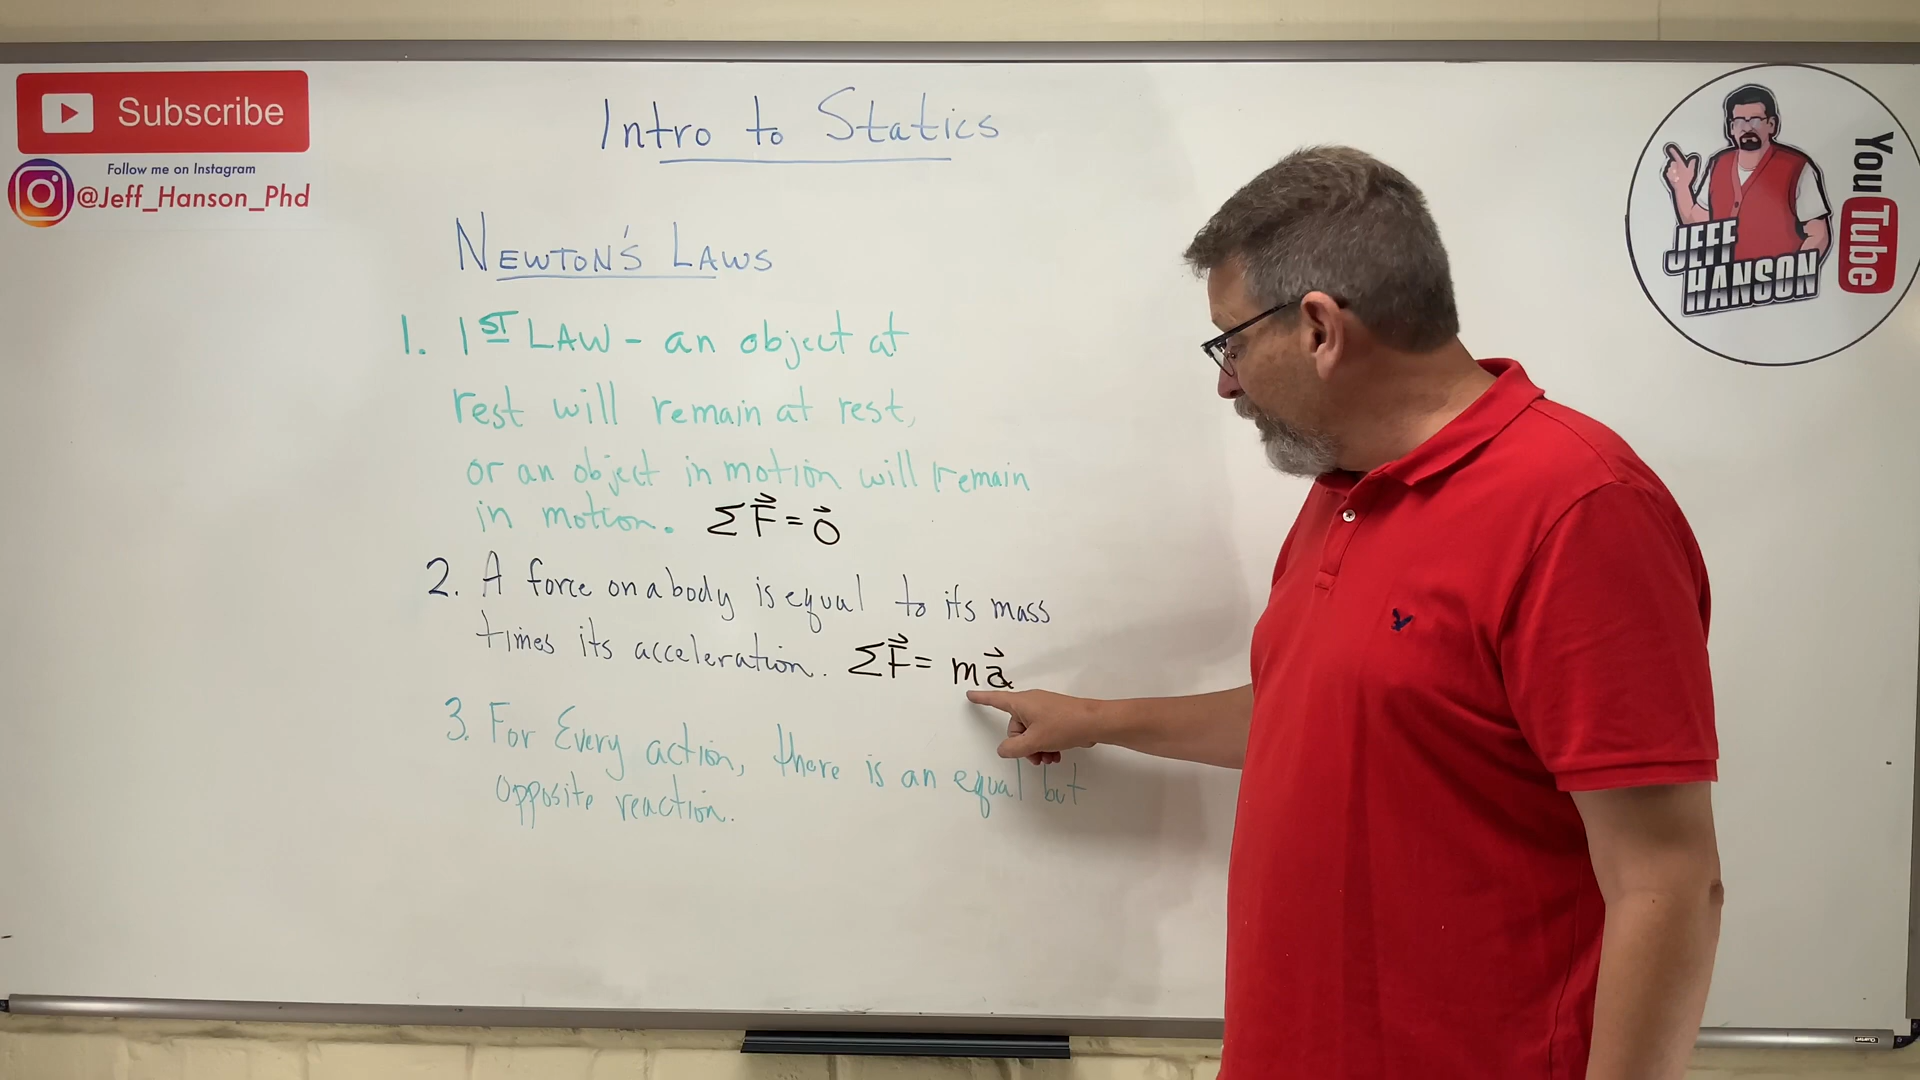 Subscribe
Follow me on Instagram
@Jeff_Hanson_Phd
Intro to Statics
NEWTON'S LAWS
1. 1ST LAW - an object at
rest will remain at rest,
or an object in motion will remain
in motion. ΣF⃗ = 0⃗
2. A force on a body is equal to its mass
times its acceleration. ΣF⃗ = ma⃗
3. For Every action, there is an equal but
opposite reaction.
JEFF
HANSON
YouTube
Quartet